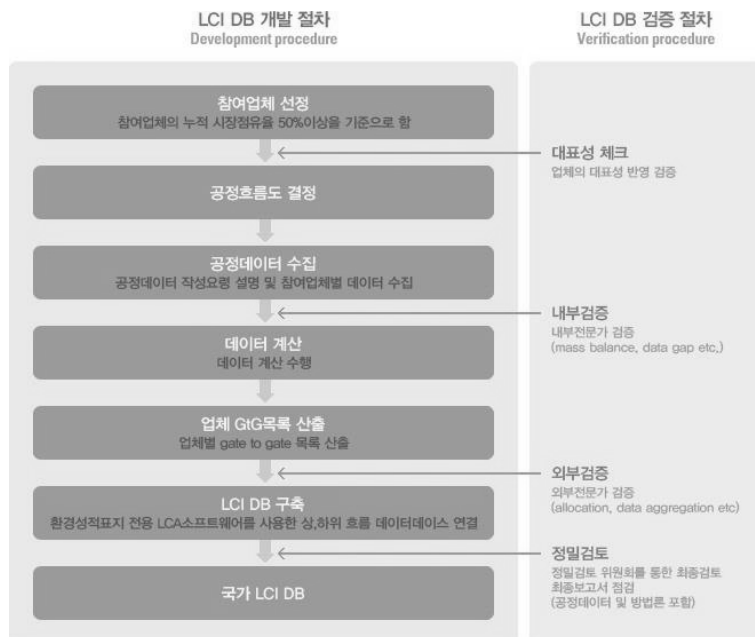 LCI DB 개발 절차
Development procedure
LCI DB 검증 절차
Verification procedure
참여업체 선정
참여업체의 누적 시장점유율 50%이상을 기준으로 함
대표성 체크
업체의 대표성 반영 검증
공정흐름도 결정
공정데이터 수집
공정데이터 작성요령 설명 및 참여업체별 데이터 수집
내부검증
내부전문가 검증
(mass balance, data gap etc.)
데이터 계산
데이터 계산 수행
업체 GtG목록 산출
업체별 gate to gate 목록 산출
외부검증
외부전문가 검증
(allocation, data aggregation etc)
LCI DB 구축
환경성적표지 전용 LCA소프트웨어를 사용한 상,하위 흐름 데이터데이스 연결
정밀검토
정밀검토 위원회를 통한 최종검토
최종보고서 점검
(공정데이터 및 방법론 포함)
국가 LCI DB